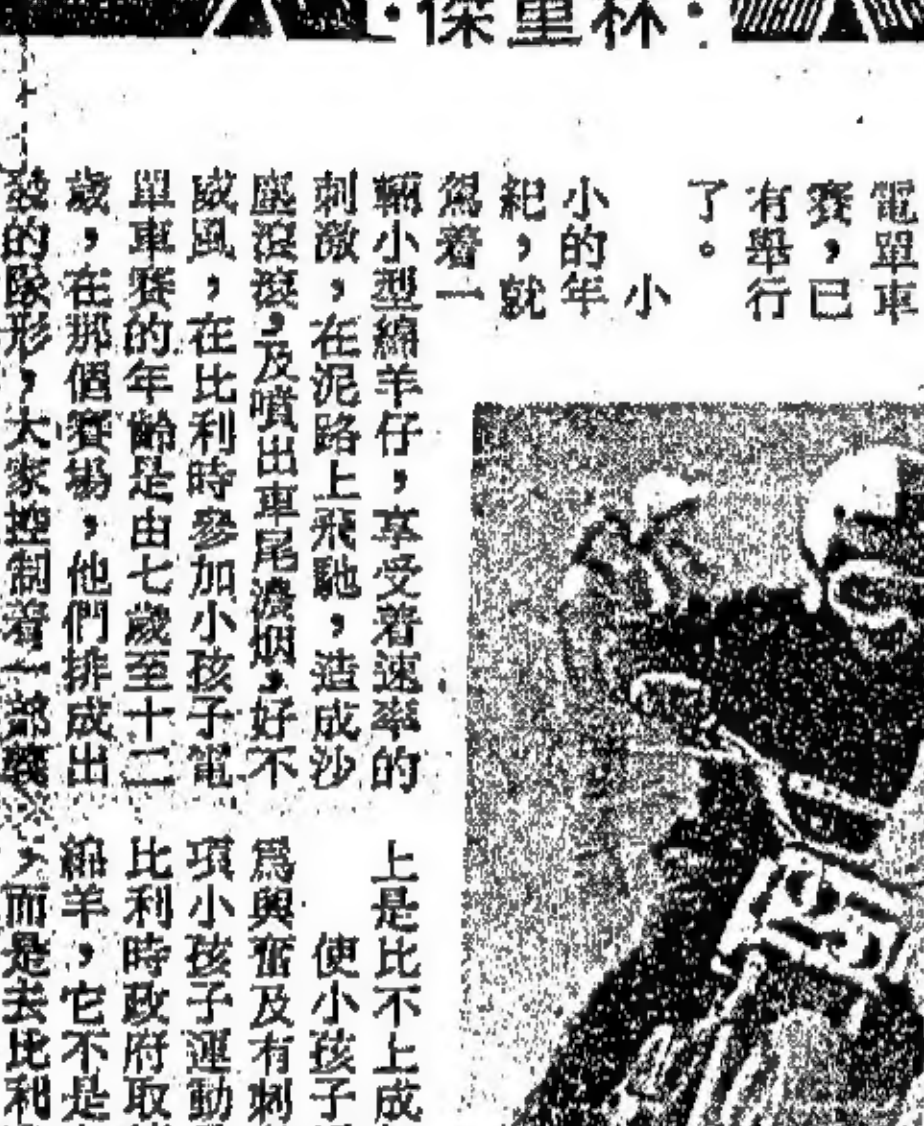 林重傑
電單車
賽，已
有舉行
了。
小
小的年
紀，就
駕着一
輛小型綿羊仔，享受着速率的
刺激，在泥路上飛馳，造成沙
塵滾滾，及噴出車尾濃烟，好不
威風，在比利時參加小孩子電
單車賽的年齡是由七歲至十二
歲，在那個賽場，他們排成出
發的隊形，大家控制着一部
上是比不上成
使小孩子
爲興奮及有刺
項小孩子運動
比利時政府取
綿羊，它不是
，而是去比利